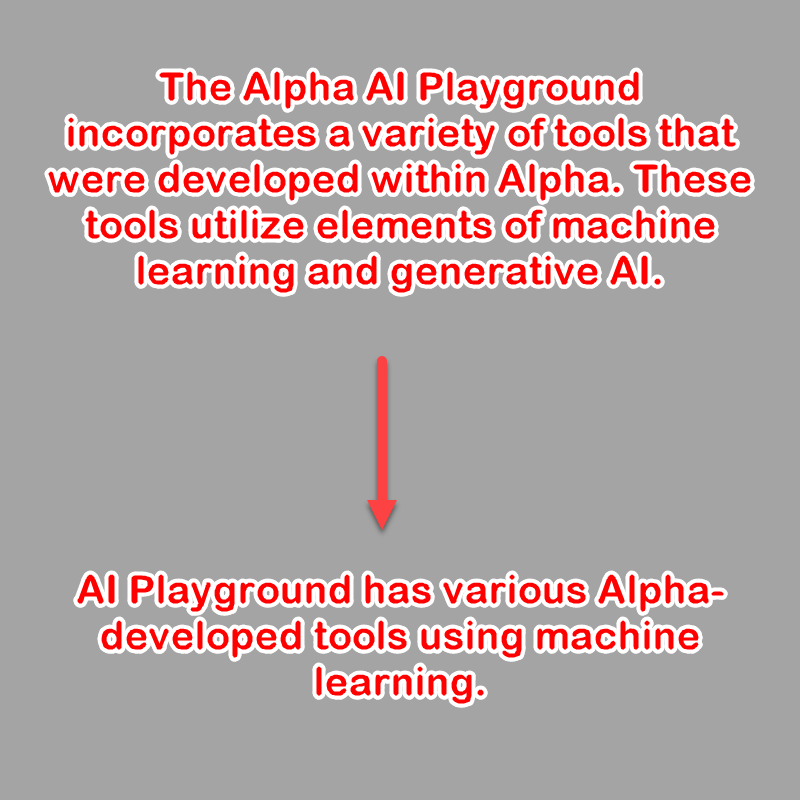 The Alpha AI Playground
incorporates a variety of tools that
were developed within Alpha. These
tools utilize elements of machine
learning and generative AI.
AI Playground has various Alpha-
developed tools using machine
learning.